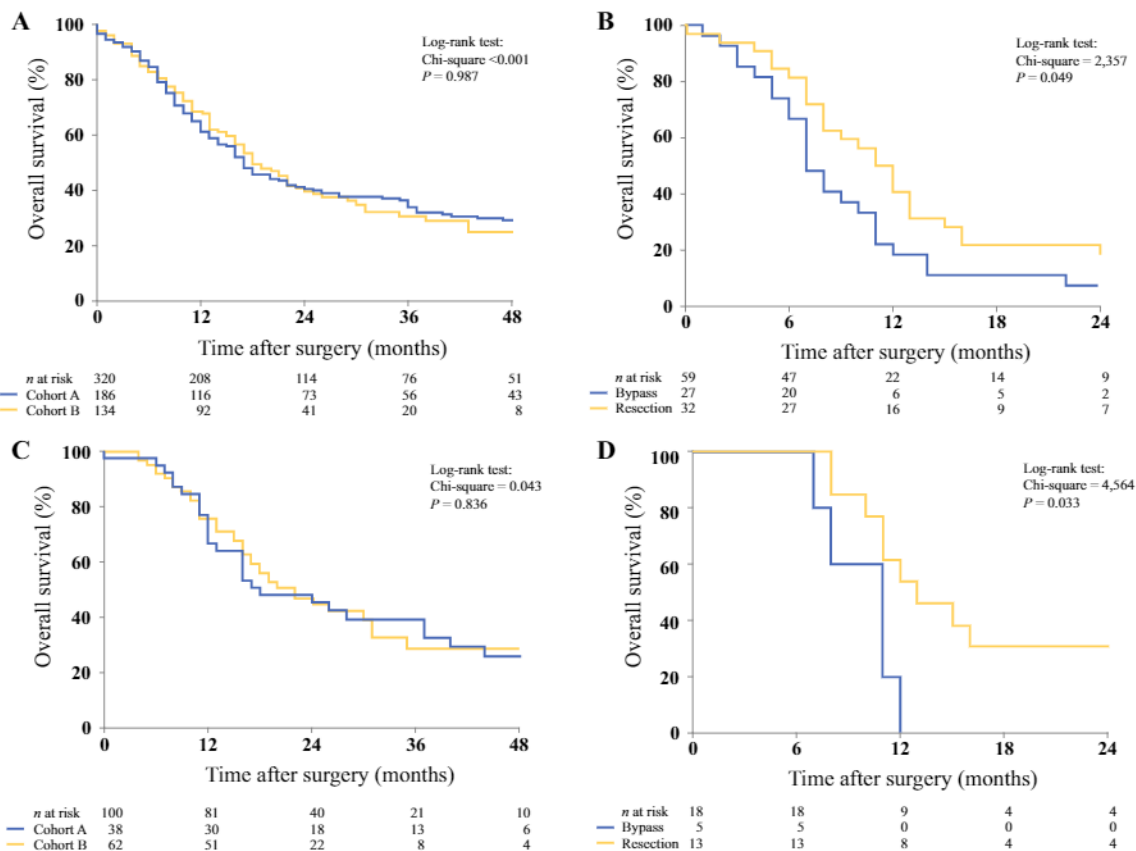 A
Log-rank test:
Chi-square <0.001
P = 0.987
Overall survival (%)
100
80
60
40
20
0
0 12 24 36 48
Time after surgery (months)
n at risk 320 208 114 76 51
Cohort A 186 116 73 56 43
Cohort B 134 92 41 20 8
B
Log-rank test:
Chi-square = 2,357
P = 0.049
Overall survival (%)
100
80
60
40
20
0
0 6 12 18 24
Time after surgery (months)
n at risk 59 47 22 14 9
Bypass 27 20 6 5 2
Resection 32 27 16 9 7
C
Log-rank test:
Chi-square = 0.043
P = 0.836
Overall survival (%)
100
80
60
40
20
0
0 12 24 36 48
Time after surgery (months)
n at risk 100 81 40 21 10
Cohort A 38 30 18 13 6
Cohort B 62 51 22 8 4
D
Log-rank test:
Chi-square = 4,564
P = 0.033
Overall survival (%)
100
80
60
40
20
0
0 6 12 18 24
Time after surgery (months)
n at risk 18 18 9 4 4
Bypass 5 5 0 0 0
Resection 13 13 8 4 4